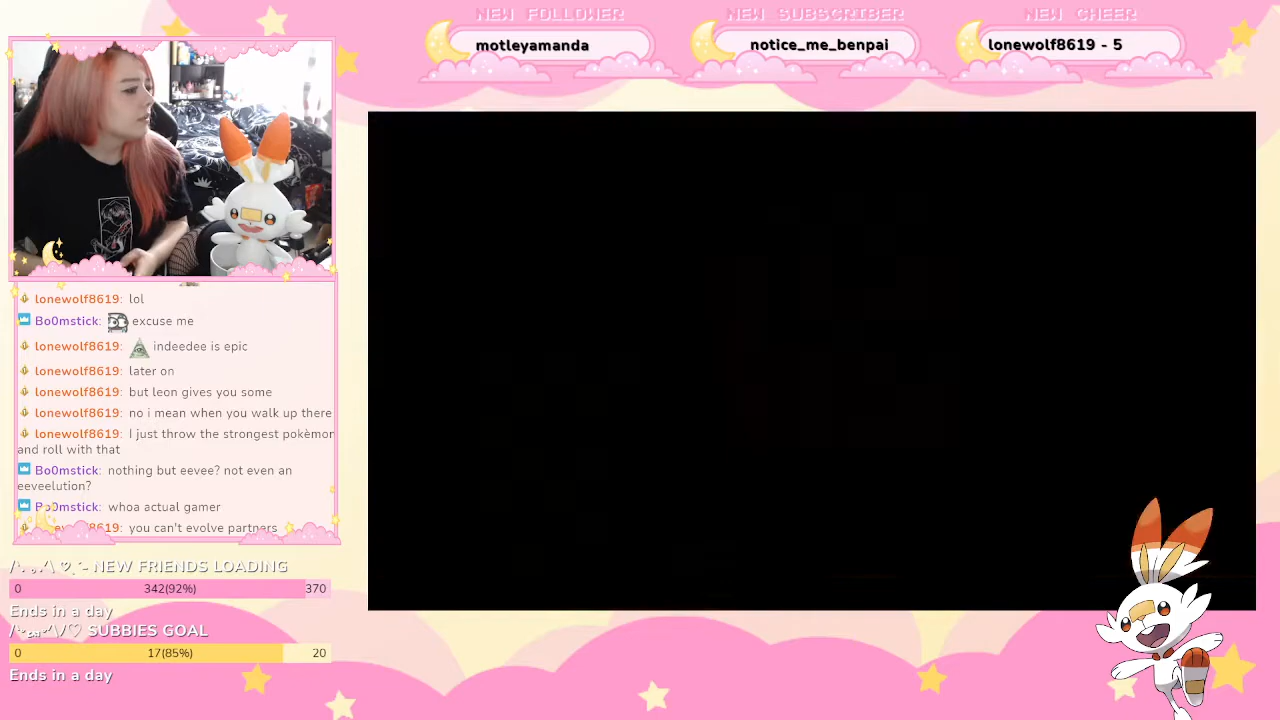 NEW FOLLOWER
NEW SUBSCRIBER
NEW CHEER
motleyamanda
notice_me_benpai
lonewolf8619 - 5
lonewolf8619: lol
Bo0mstick: excuse me
lonewolf8619: indeedee is epic
lonewolf8619: later on
lonewolf8619: but leon gives you some
lonewolf8619: no i mean when you walk up there
lonewolf8619: I just throw the strongest pokèmon
and roll with that
Bo0mstick: nothing but eevee? not even an
eeveelution?
Bo0mstick: whoa actual gamer
you can't evolve partners
NEW FRIENDS LOADING
0 342(92%) 370
Ends in a day
SUBBIES GOAL
0 17(85%) 20
Ends in a day